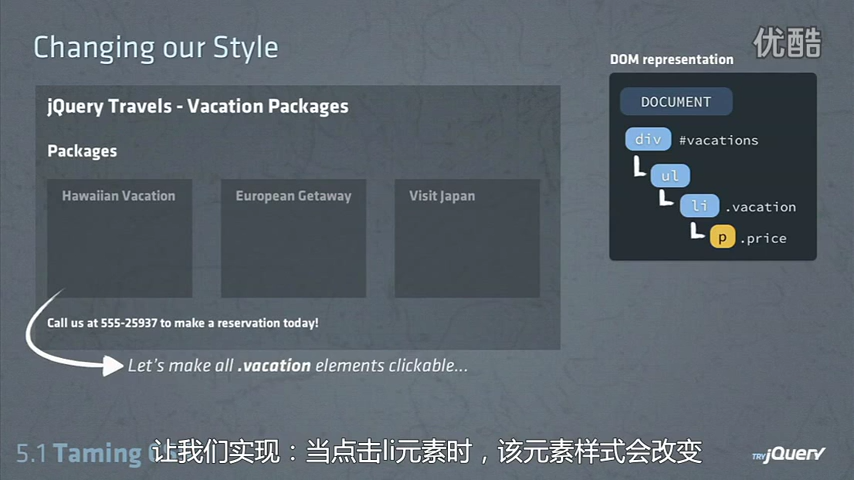 Changing our Style
优酷
DOM representation
jQuery Travels - Vacation Packages
Packages
Hawaiian Vacation
European Getaway
Visit Japan
Call us at 555-25937 to make a reservation today!
Let's make all .vacation elements clickable...
DOCUMENT
div #vacations
ul
li .vacation
p .price
5.1 Taming
让我们实现：当点击li元素时，该元素样式会改变
TRY jQuery